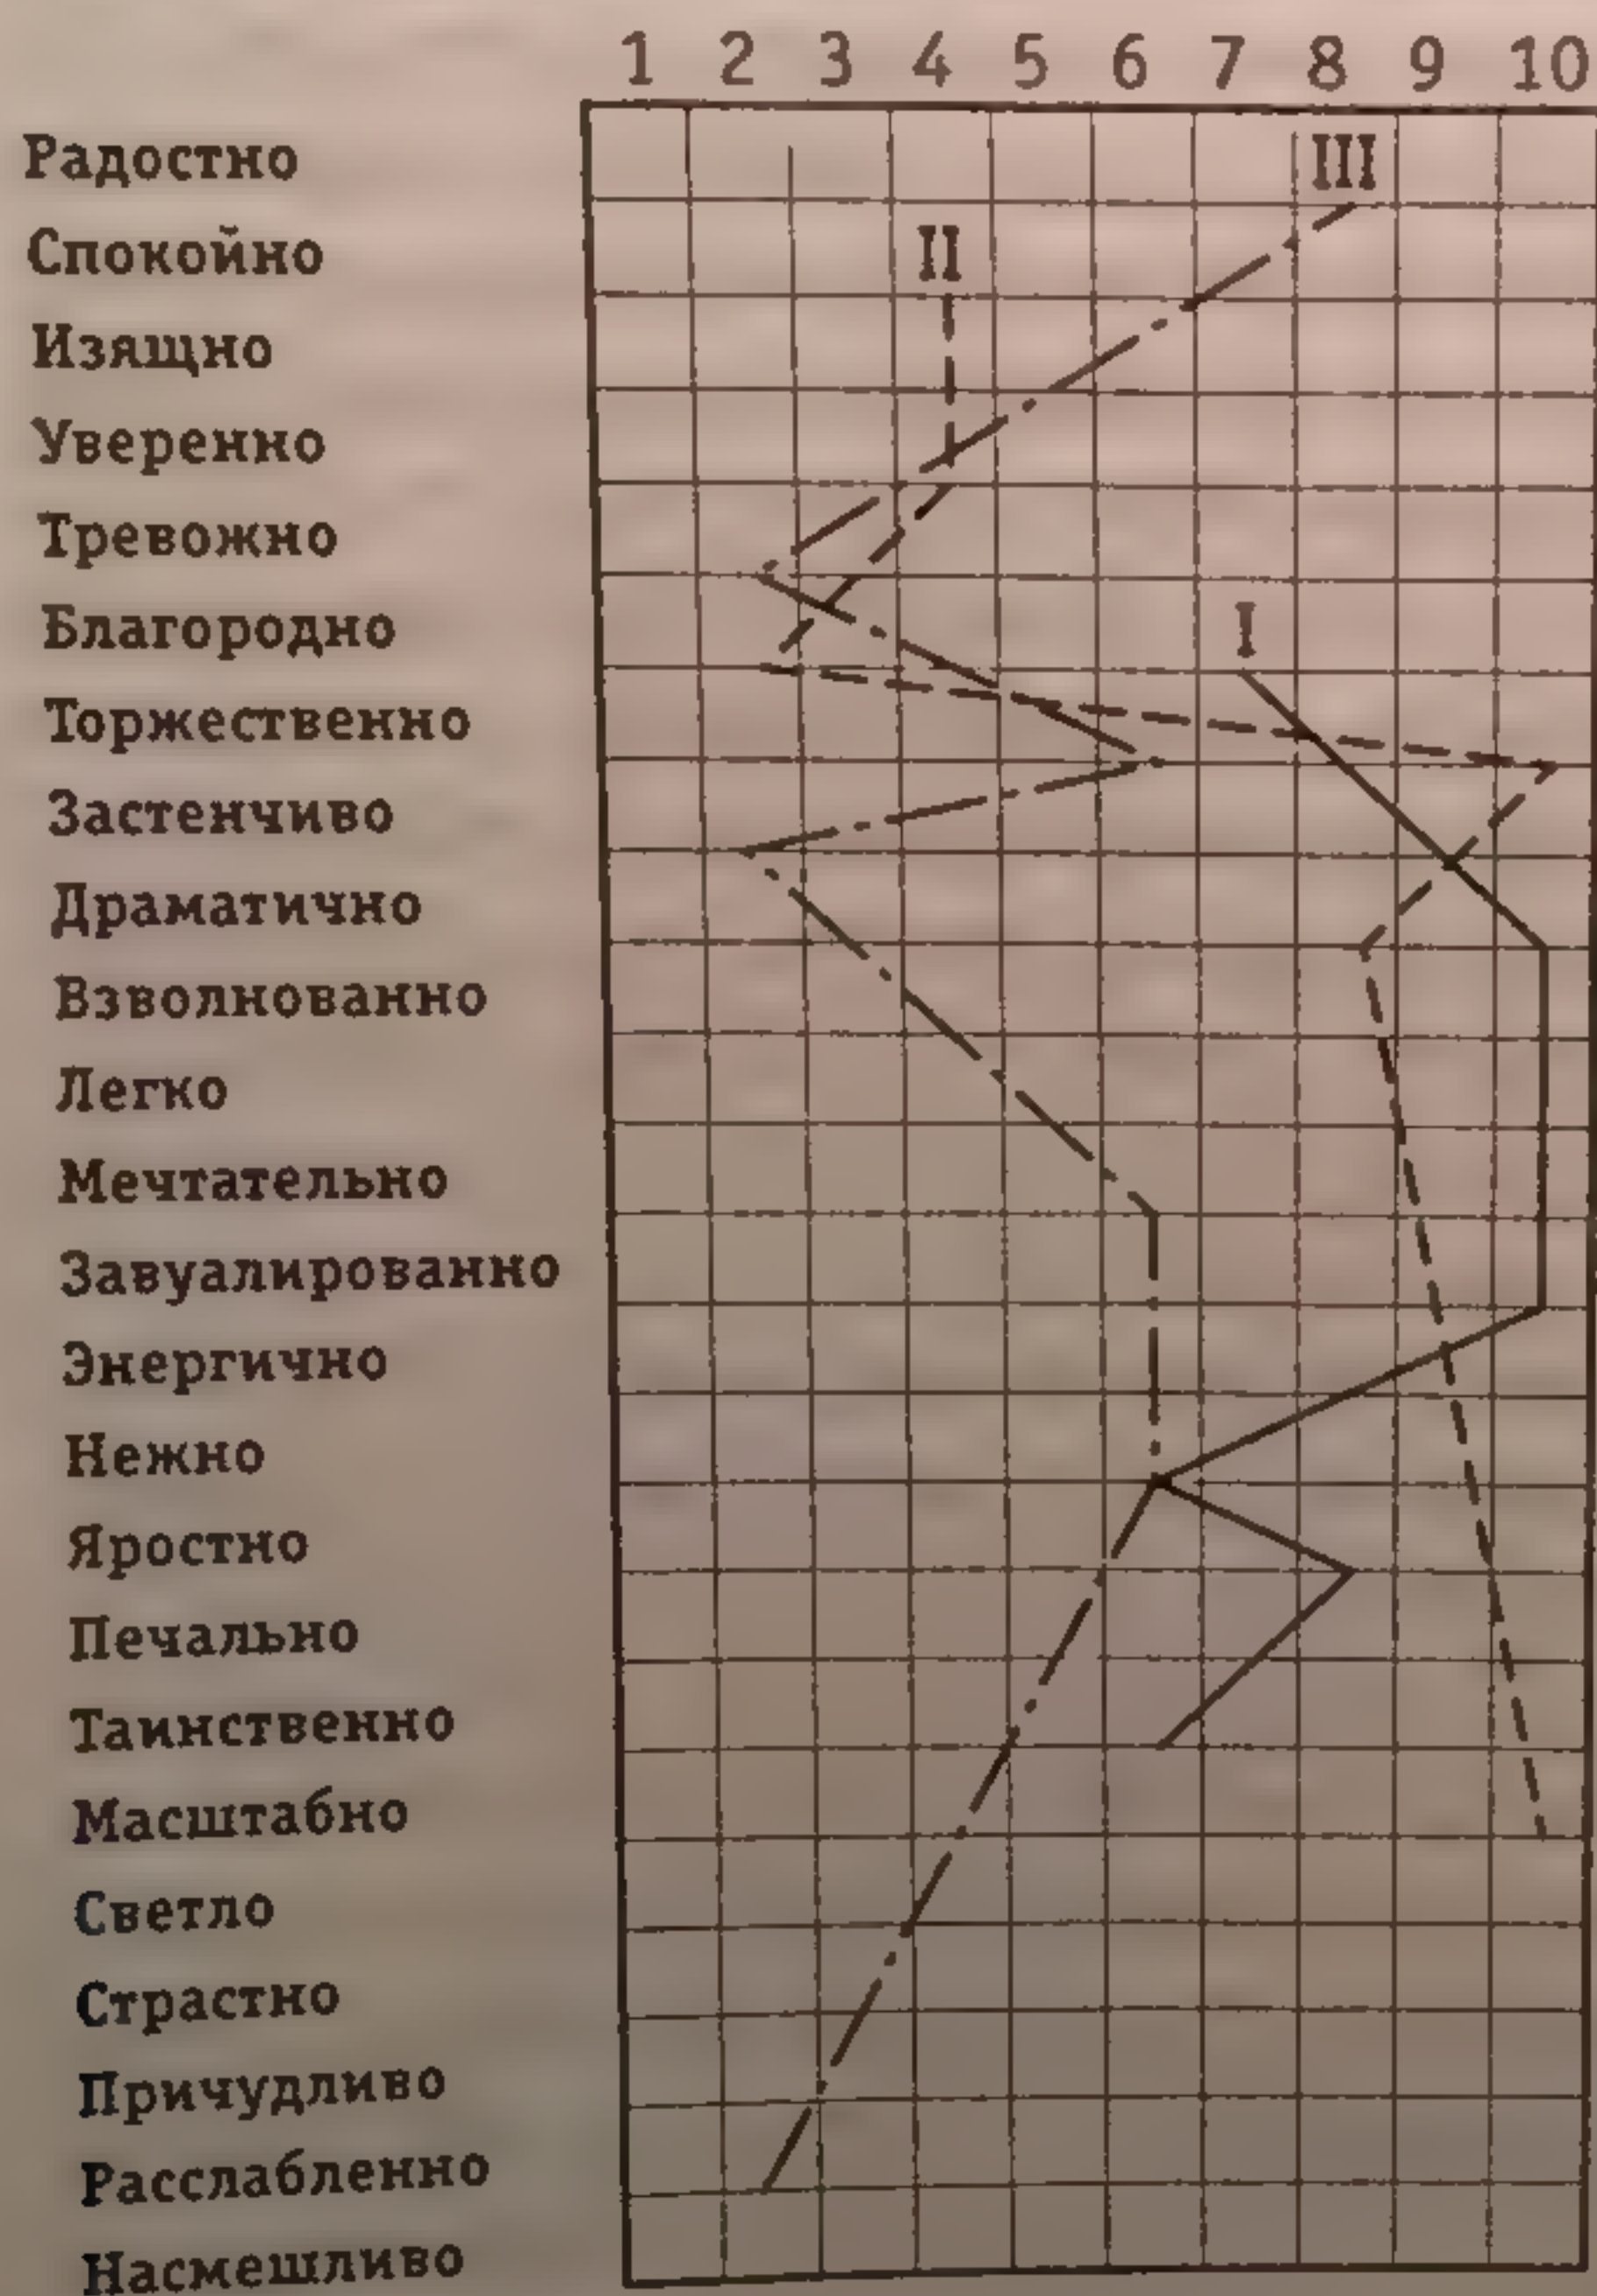 1 2 3 4 5 6 7 8 9 10
Радостно III
Спокойно II
Изящно
Уверенно
Тревожно
Благородно I
Торжественно
Застенчиво
Драматично
Взволнованно
Легко
Мечтательно
Завуалированно
Энергично
Нежно
Яростно
Печально
Таинственно
Масштабно
Светло
Страстно
Причудливо
Расслабленно
Насмешливо